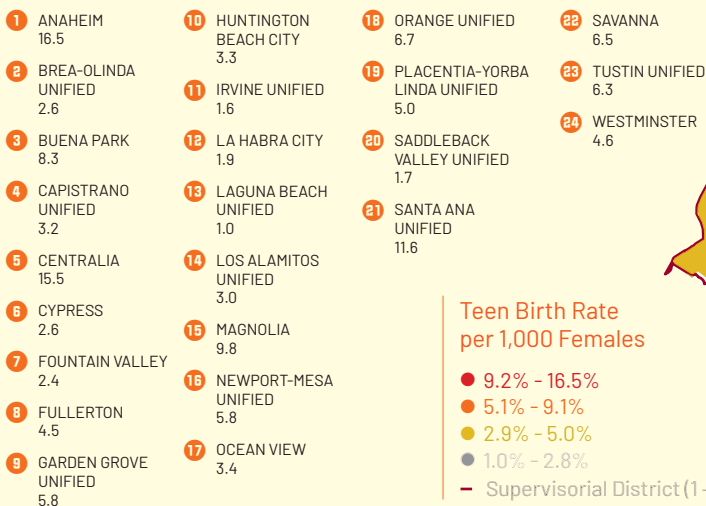 1 ANAHEIM
16.5
2 BREA-OLINDA
UNIFIED
2.6
3 BUENA PARK
8.3
4 CAPISTRANO
UNIFIED
3.2
5 CENTRALIA
15.5
6 CYPRESS
2.6
7 FOUNTAIN VALLEY
2.4
8 FULLERTON
4.5
9 GARDEN GROVE
UNIFIED
5.8
10 HUNTINGTON
BEACH CITY
3.3
11 IRVINE UNIFIED
1.6
12 LA HABRA CITY
1.9
13 LAGUNA BEACH
UNIFIED
1.0
14 LOS ALAMITOS
UNIFIED
3.0
15 MAGNOLIA
9.8
16 NEWPORT-MESA
UNIFIED
5.8
17 OCEAN VIEW
3.4
18 ORANGE UNIFIED
6.7
19 PLACENTIA-YORBA
LINDA UNIFIED
5.0
20 SADDLEBACK
VALLEY UNIFIED
1.7
21 SANTA ANA
UNIFIED
11.6
22 SAVANNA
6.5
23 TUSTIN UNIFIED
6.3
24 WESTMINSTER
4.6
Teen Birth Rate
per 1,000 Females
9.2% - 16.5%
5.1% - 9.1%
2.9% - 5.0%
1.0% - 2.8%
Supervisorial District (1 -